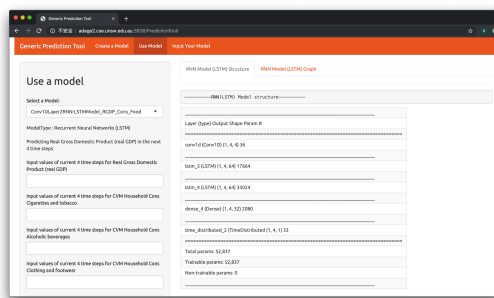 Generic Prediction Tool
不安全 | adage2.cse.unsw.edu.au:3838/PredictionTool/
Generic Prediction Tool Create a Model Use Model Input Your Model
Use a model
Select a Model:
Conv1DLayer2RNN-LSTMModel_RGDP_Cons_Food
ModelType : Recurrent Neural Networks (LSTM)
Predicting Real Gross Domestic Product (real GDP) in the next
4 time steps
Input values of current 4 time steps for Real Gross Domestic
Product (real GDP)
Input values of current 4 time steps for CVM Household Cons
Cigarettes and tobacco
Input values of current 4 time steps for CVM Household Cons
Alcoholic beverages
Input values of current 4 time steps for CVM Household Cons
Clothing and footwear
RNN Model (LSTM) Structure RNN Model (LSTM) Graph
----------RNN(LSTM) Model structure----------
Layer (type) Output Shape Param #
conv1d (Conv1D) (1, 4, 4) 36
lstm_3 (LSTM) (1, 4, 64) 17664
lstm_4 (LSTM) (1, 4, 64) 33024
dense_4 (Dense) (1, 4, 32) 2080
time_distributed_2 (TimeDistributed (1, 4, 1) 33
Total params: 52,837
Trainable params: 52,837
Non-trainable params: 0